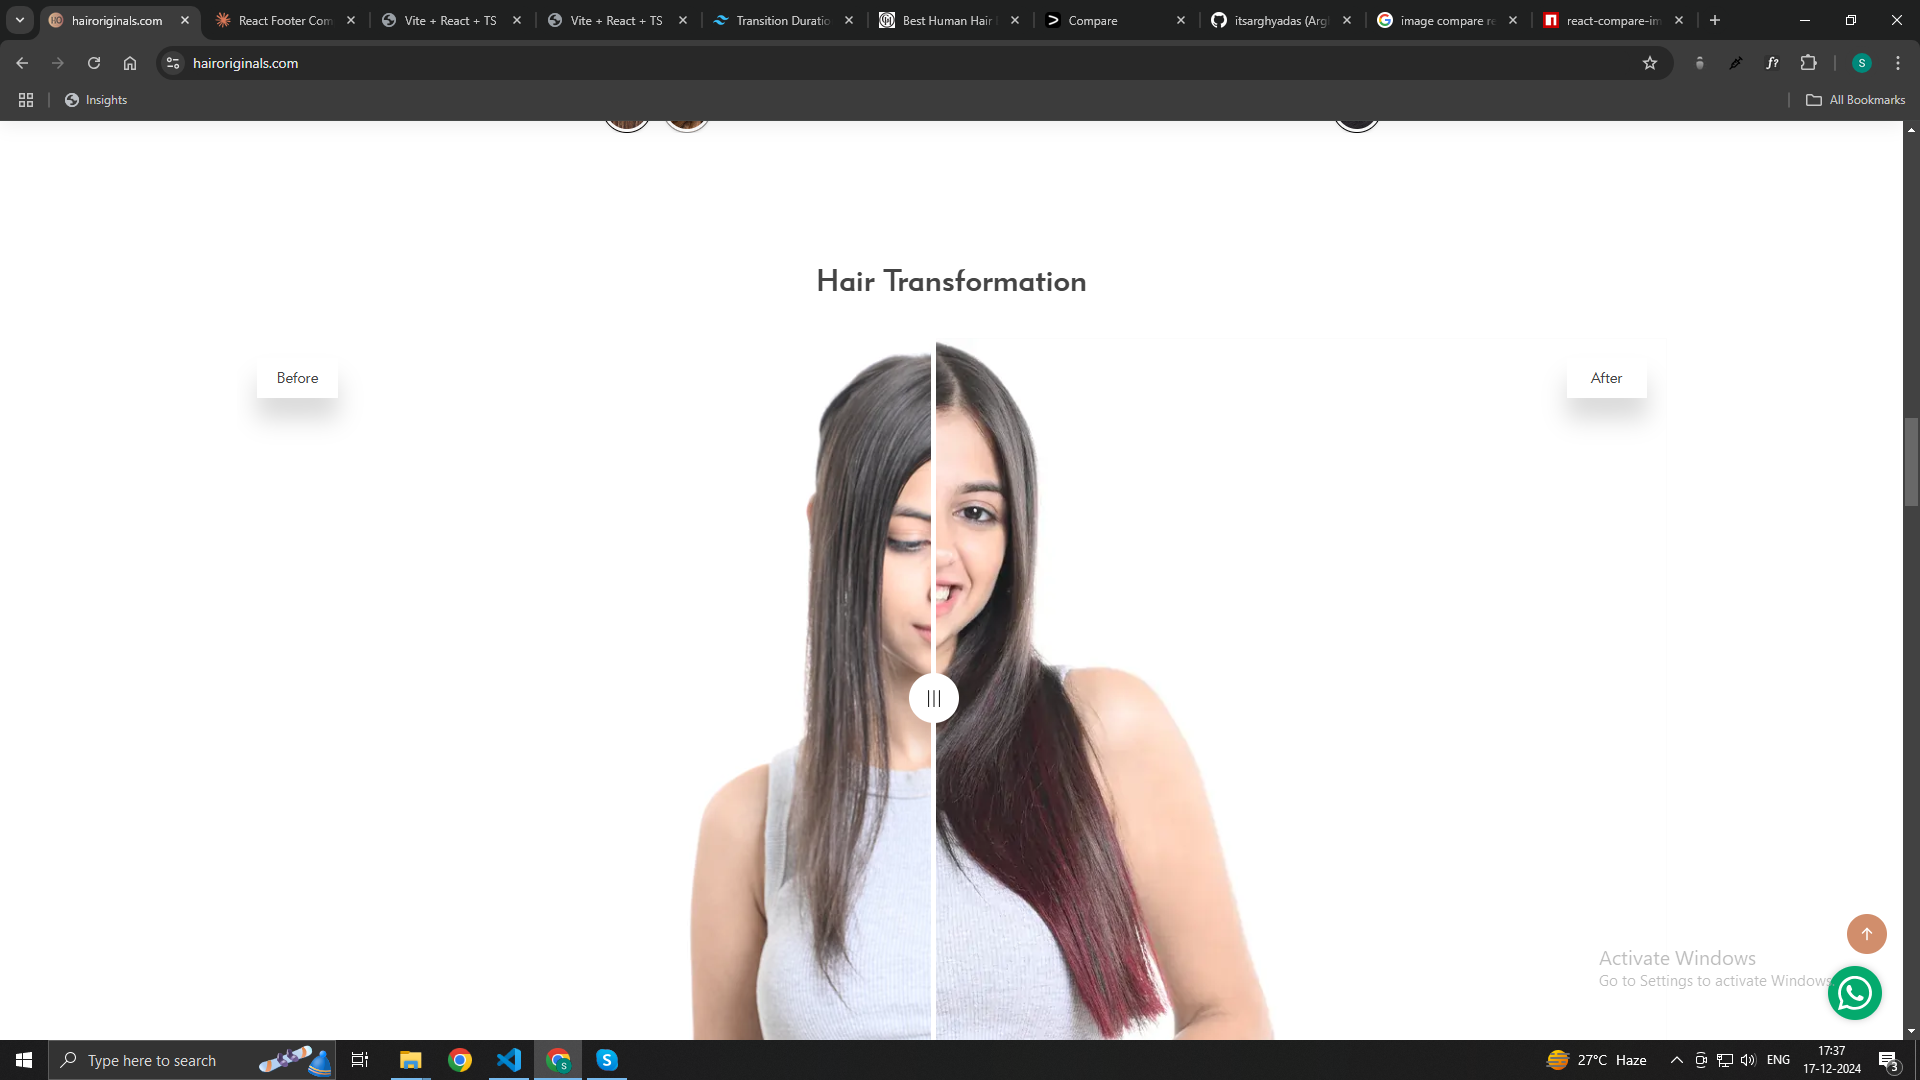 hairoriginals.com
React Footer Com
Vite + React + TS
Vite + React + TS
Transition Duratio
Best Human Hair
Compare
itsarghyadas (Argh
image compare re
react-compare-im
hairoriginals.com
f?
S
Insights
All Bookmarks
Hair Transformation
Before
After
Activate Windows
Go to Settings to activate Windows.
Type here to search
27°C Haze
ENG
17:37
17-12-2024
3